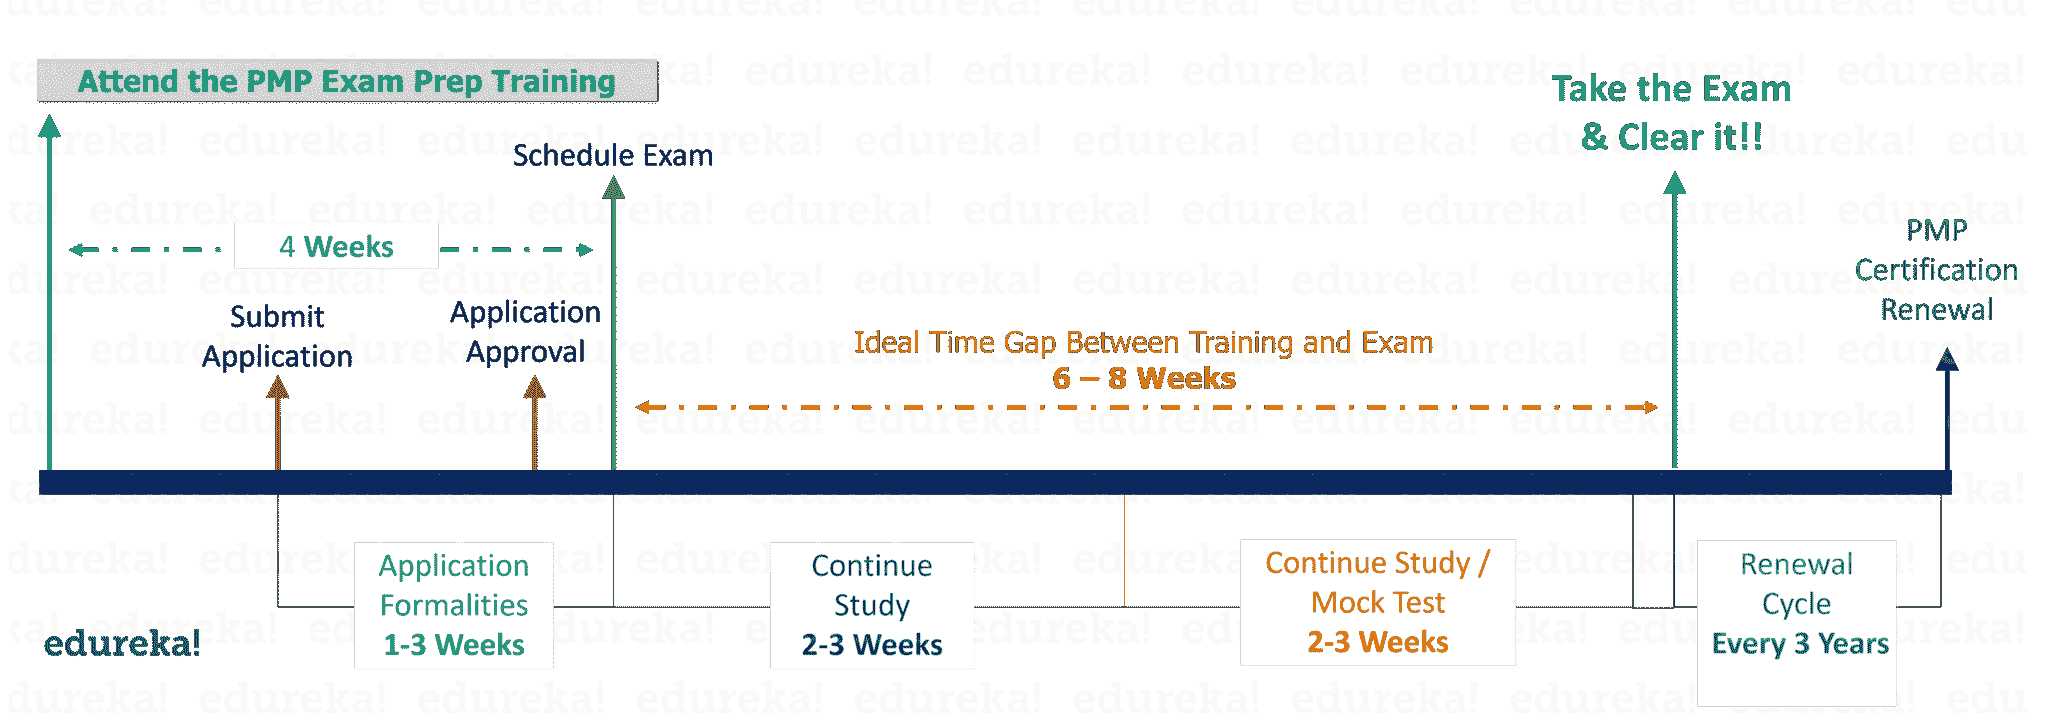 Attend the PMP Exam Prep Training
Take the Exam
& Clear it!!
Schedule Exam
4 Weeks
PMP
Certification
Renewal
Submit
Application
Application
Approval
Ideal Time Gap Between Training and Exam
6 – 8 Weeks
Application
Formalities
1-3 Weeks
Continue
Study
2-3 Weeks
Continue Study /
Mock Test
2-3 Weeks
Renewal
Cycle
Every 3 Years
edureka!